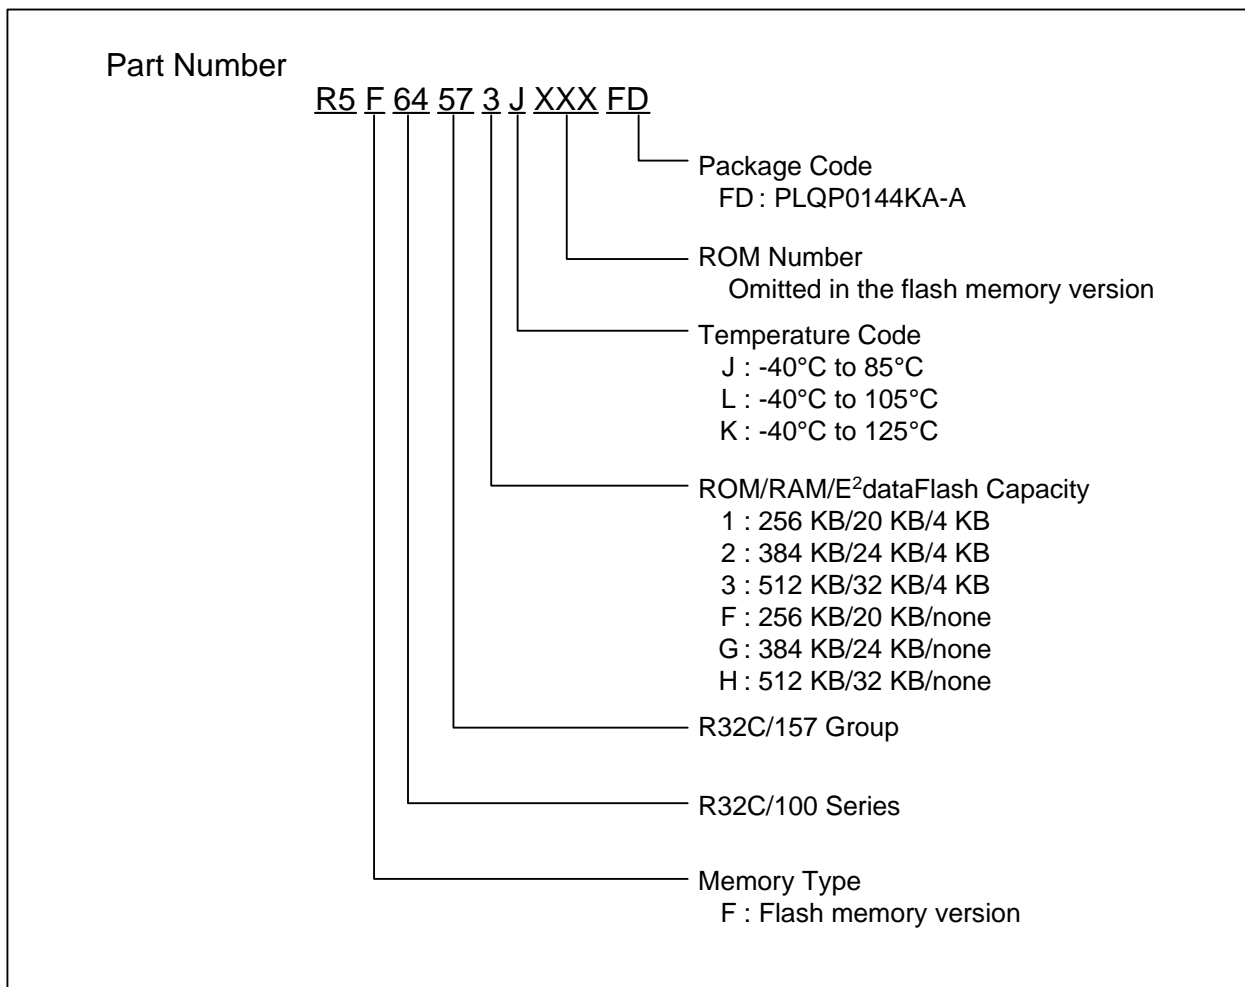 Part Number
R5 F 64 57 3 J XXX FD
Package Code
FD : PLQP0144KA-A
ROM Number
Omitted in the flash memory version
Temperature Code
J : -40°C to 85°C
L : -40°C to 105°C
K : -40°C to 125°C
ROM/RAM/E²dataFlash Capacity
1 : 256 KB/20 KB/4 KB
2 : 384 KB/24 KB/4 KB
3 : 512 KB/32 KB/4 KB
F : 256 KB/20 KB/none
G : 384 KB/24 KB/none
H : 512 KB/32 KB/none
R32C/157 Group
R32C/100 Series
Memory Type
F : Flash memory version